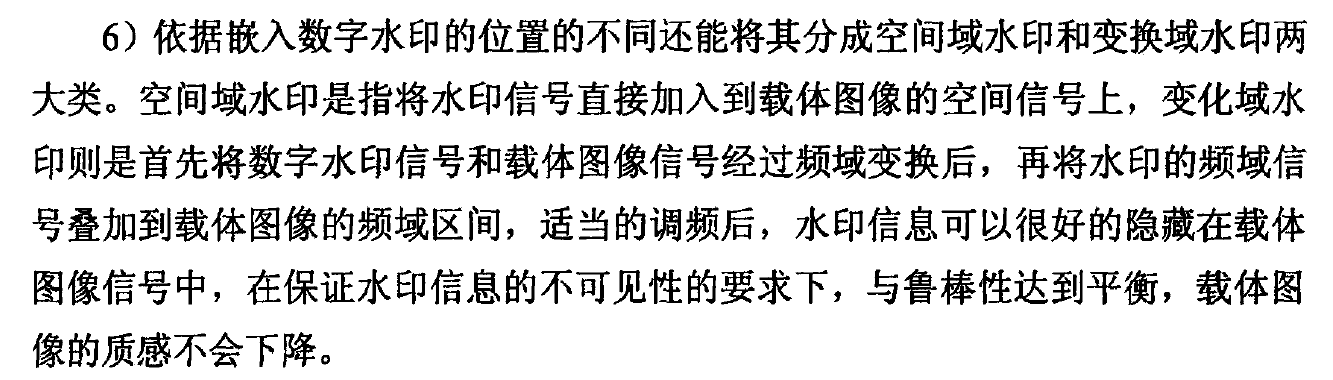 6）依据嵌入数字水印的位置的不同还能将其分成空间域水印和变换域水印两
大类。空间域水印是指将水印信号直接加入到载体图像的空间信号上，变化域水
印则是首先将数字水印信号和载体图像信号经过频域变换后，再将水印的频域信
号叠加到载体图像的频域区间，适当的调频后，水印信息可以很好的隐藏在载体
图像信号中，在保证水印信息的不可见性的要求下，与鲁棒性达到平衡，载体图
像的质感不会下降。